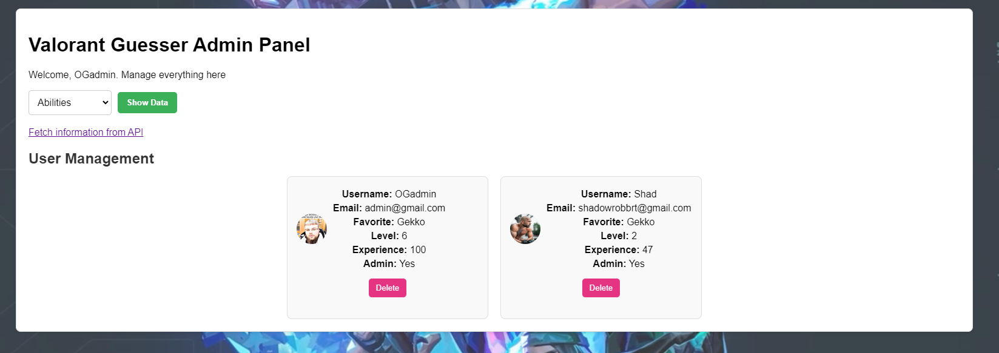 Valorant Guesser Admin Panel
Welcome, OGadmin. Manage everything here
Abilities
Show Data
Fetch information from API
User Management
Username: OGadmin
Email: admin@gmail.com
Favorite: Gekko
Level: 6
Experience: 100
Admin: Yes
Delete
Username: Shad
Email: shadowrobbrt@gmail.com
Favorite: Gekko
Level: 2
Experience: 47
Admin: Yes
Delete